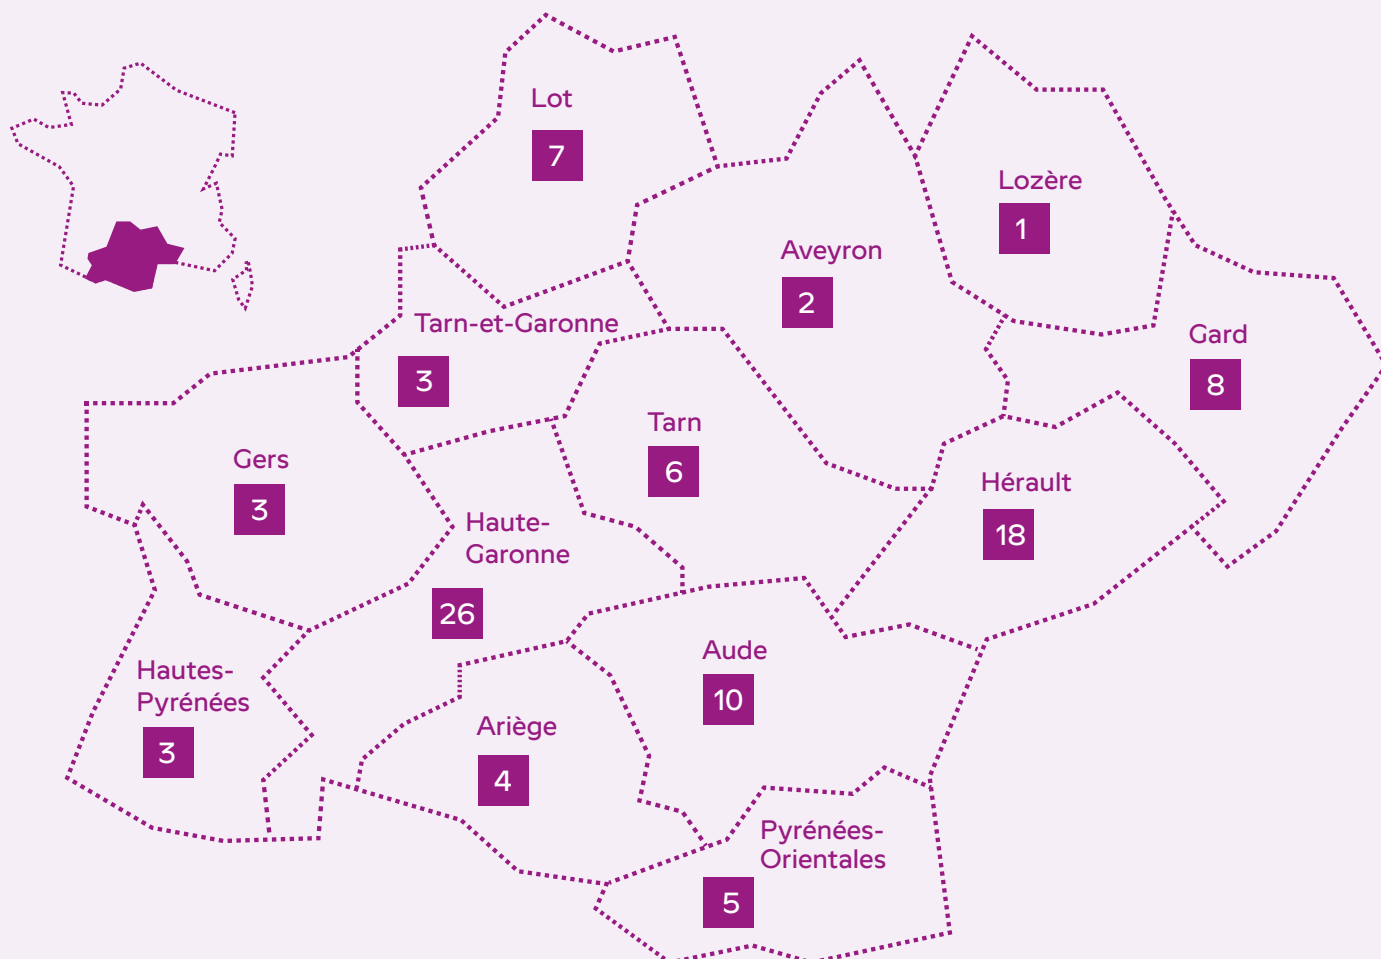 Lot
7
Lozère
1
Aveyron
2
Tarn-et-Garonne
3
Gard
8
Tarn
6
Gers
3
Hérault
18
Haute-
Garonne
26
Aude
10
Hautes-
Pyrénées
3
Ariège
4
Pyrénées-
Orientales
5